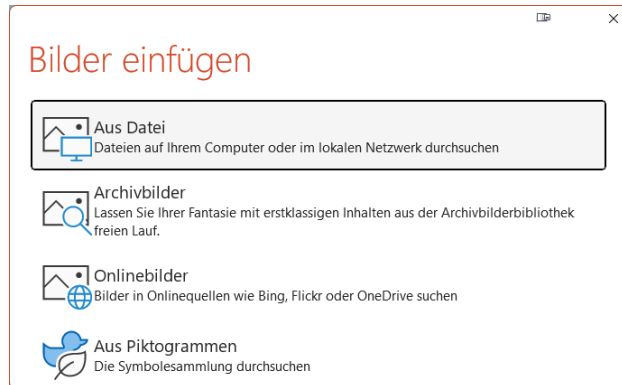 Bilder einfügen
Aus Datei
Dateien auf Ihrem Computer oder im lokalen Netzwerk durchsuchen
Archivbilder
Lassen Sie Ihrer Fantasie mit erstklassigen Inhalten aus der Archivbilderbibliothek
freien Lauf.
Onlinebilder
Bilder in Onlinequellen wie Bing, Flickr oder OneDrive suchen
Aus Piktogrammen
Die Symbolesammlung durchsuchen